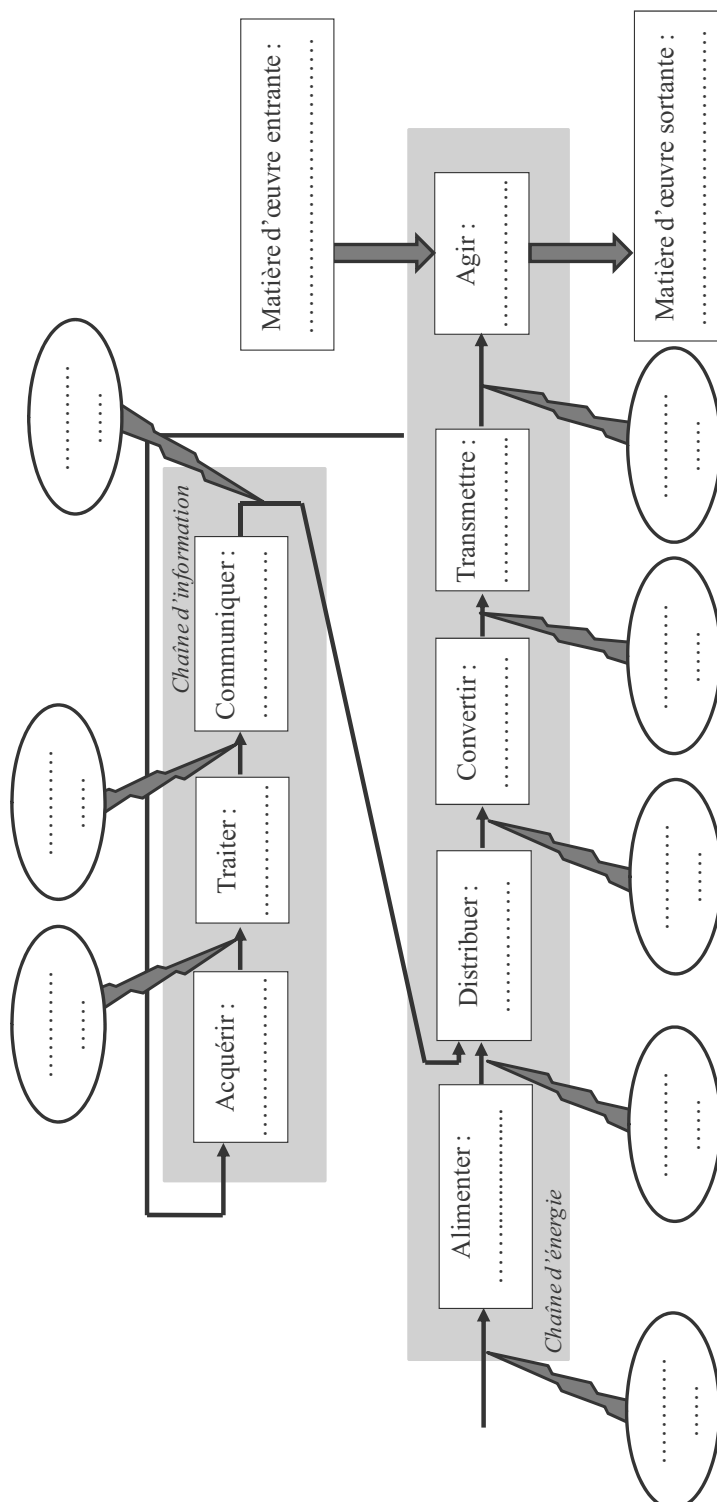 Chaîne d'information
Acquérir :
……………………
Traiter :
……………………
Communiquer :
……………………
Matière d'œuvre entrante :
……………………………………
Chaîne d'énergie
Alimenter :
……………………
Distribuer :
……………………
Convertir :
……………………
Transmettre :
……………………
Agir :
……………………
Matière d'œuvre sortante :
……………………………………